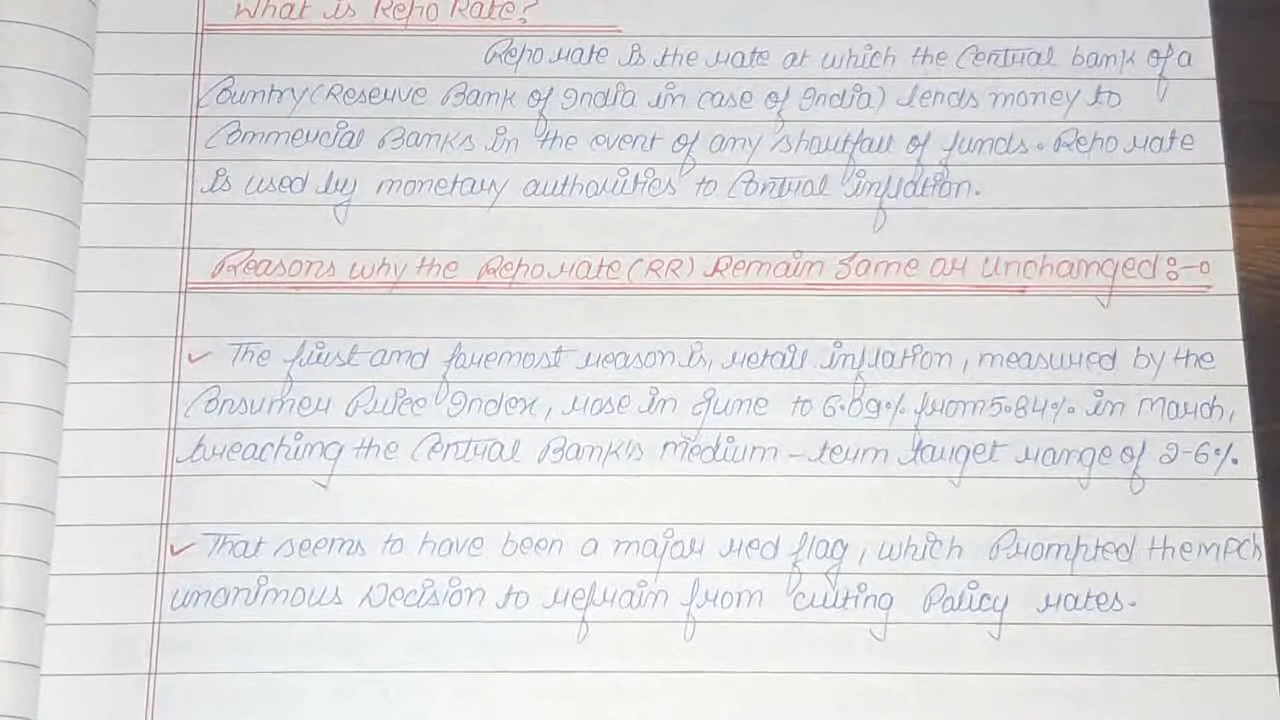 What is Repo Rate?
Repo rate is the rate at which the Central bank of a
Country (Reserve Bank of India in case of India) lends money to
Commercial Banks in the event of any shortfall of funds. Repo rate
is used by monetary authorities to Control inflation.
Reasons why the Repo rate (RR) Remain Same or Unchanged :-
✓ The first and foremost reason is, retail inflation, measured by the
Consumer Price Index, rose in June to 6.09% from 5.84% in March,
breaching the Central Bank's medium-term target range of 2-6%.
✓ That seems to have been a major red flag, which Prompted the MPC's
unanimous Decision to refrain from cutting Policy rates.